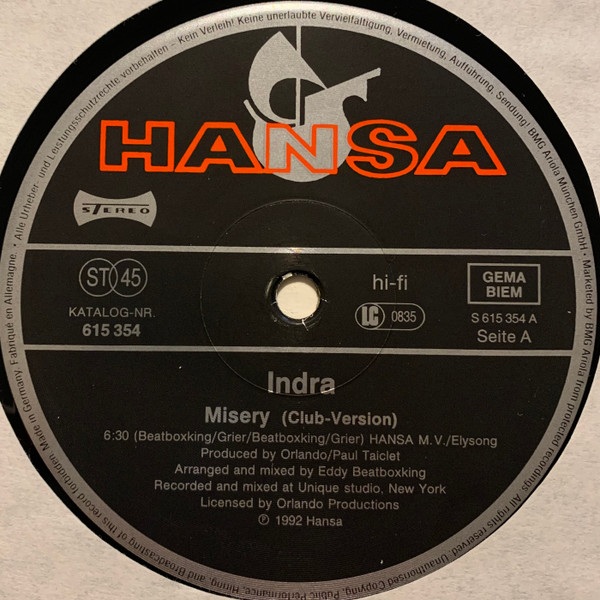 Alle Urheber- und Leistungsschutzrechte vorbehalten – Kein Verleih! Keine unerlaubte Vervielfältigung, Vermietung, Aufführung, Sendung! BMG Ariola München GmbH. • Marketed by BMG Ariola
HANSA
STEREO
ST 45
hi-fi
GEMA
BIEM
KATALOG-NR.
615 354
LC 0835
S 615 354 A
Seite A
Indra
Misery (Club-Version)
6:30 (Beatboxking/Grier/Beatboxking/Grier) HANSA M.V./Elysong
Produced by Orlando/Paul Taiclet
Arranged and mixed by Eddy Beatboxking
Recorded and mixed at Unique studio, New York
Licensed by Orlando Productions
℗ 1992 Hansa
from protected recordings. All rights reserved. Unauthorised Copying, Public Performance, Hiring, and Broadcasting of this record forbidden. Made in Germany. Fabriqué en Allemagne. •